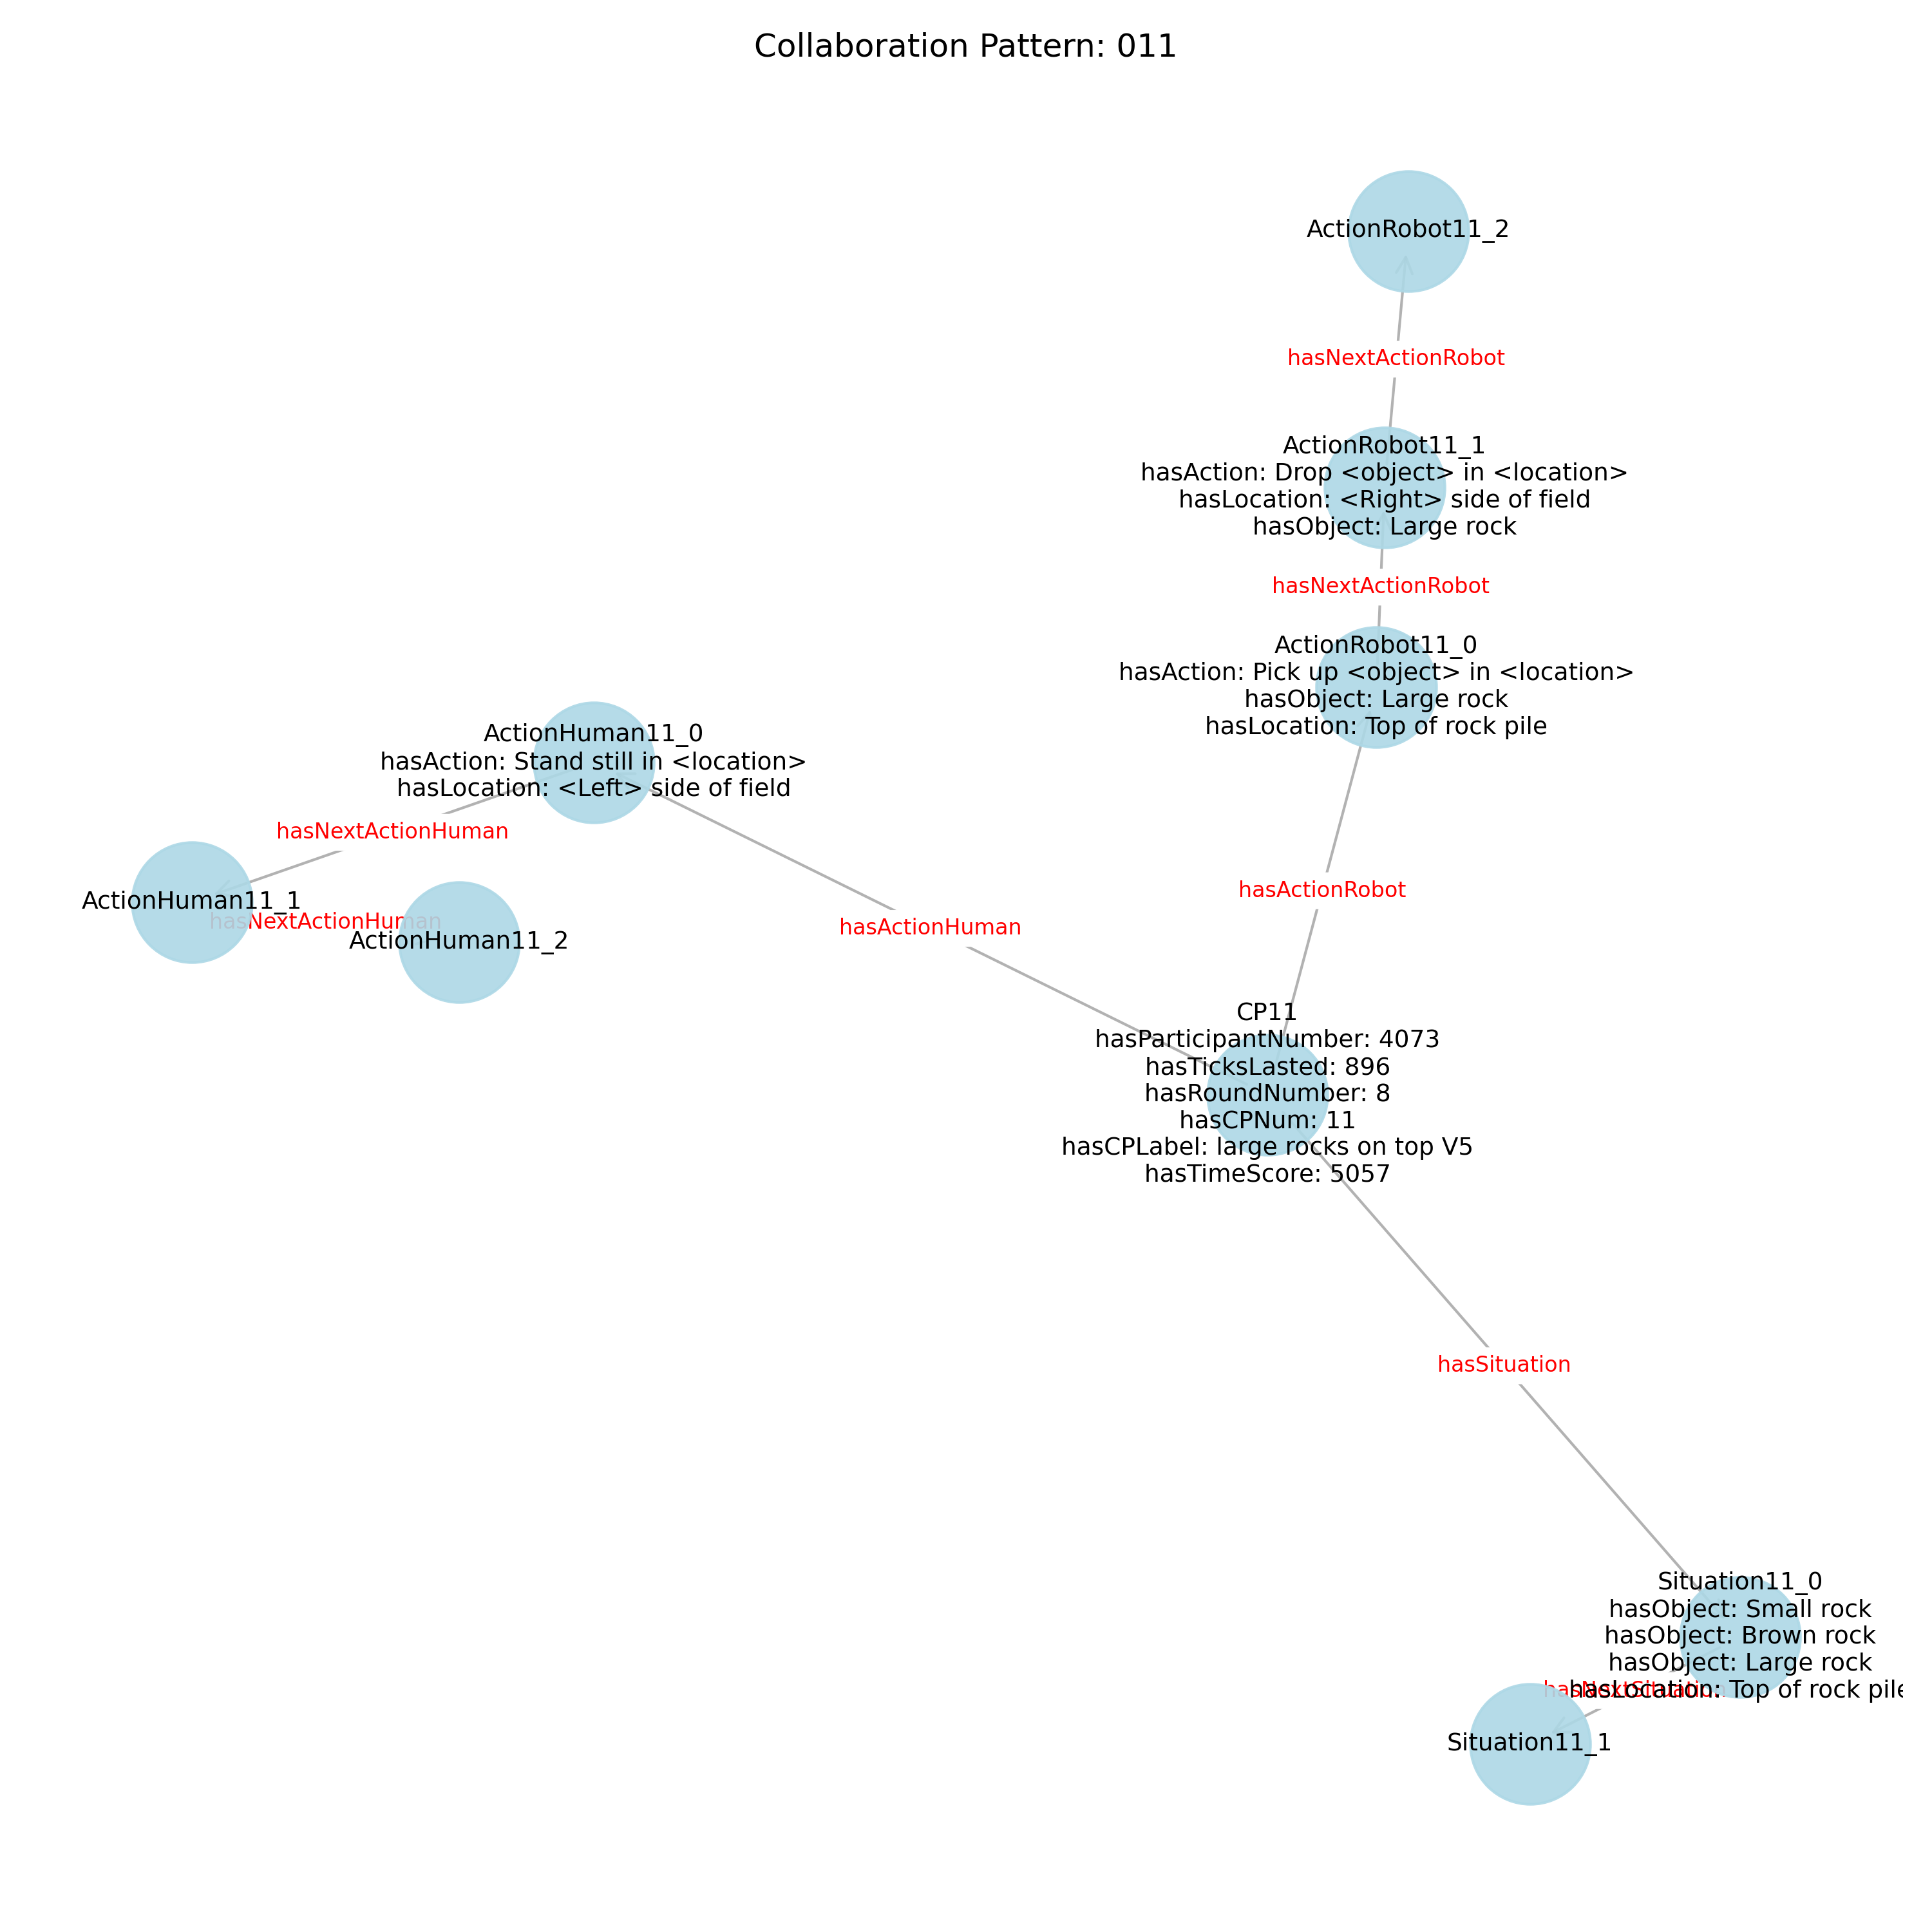 Collaboration Pattern: 011
ActionRobot11_2
hasNextActionRobot
ActionRobot11_1
hasAction: Drop <object> in <location>
hasLocation: <Right> side of field
hasObject: Large rock
hasNextActionRobot
ActionRobot11_0
hasAction: Pick up <object> in <location>
hasObject: Large rock
hasLocation: Top of rock pile
ActionHuman11_0
hasAction: Stand still in <location>
hasLocation: <Left> side of field
hasNextActionHuman
ActionHuman11_1
hasNextActionHuman
ActionHuman11_2
hasActionHuman
hasActionRobot
CP11
hasParticipantNumber: 4073
hasTicksLasted: 896
hasRoundNumber: 8
hasCPNum: 11
hasCPLabel: large rocks on top V5
hasTimeScore: 5057
hasSituation
Situation11_0
hasObject: Small rock
hasObject: Brown rock
hasObject: Large rock
hasLocation: Top of rock pile
hasNextSituation
Situation11_1